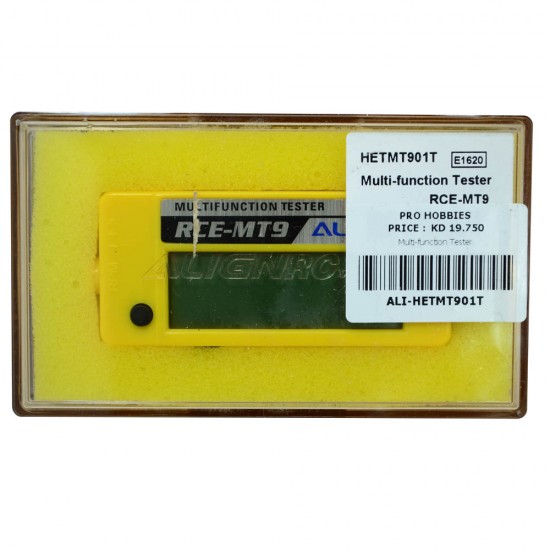 HETMT901T E1620
Multi-function Tester
RCE-MT9
PRO HOBBIES
PRICE : KD 19.750
Multi-function Tester
ALI-HETMT901T
MULTIFUNCTION TESTER
RCE-MT9